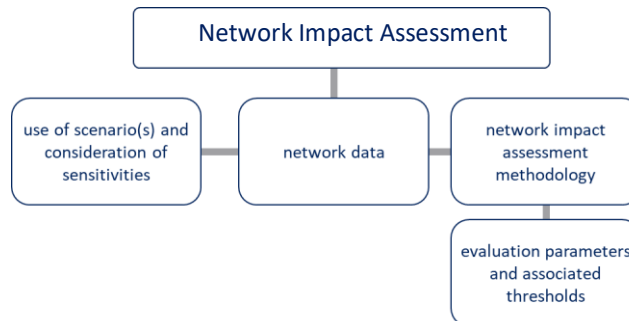 Network Impact Assessment
use of scenario(s) and
consideration of
sensitivities
network data
network impact
assessment
methodology
evaluation parameters
and associated
thresholds